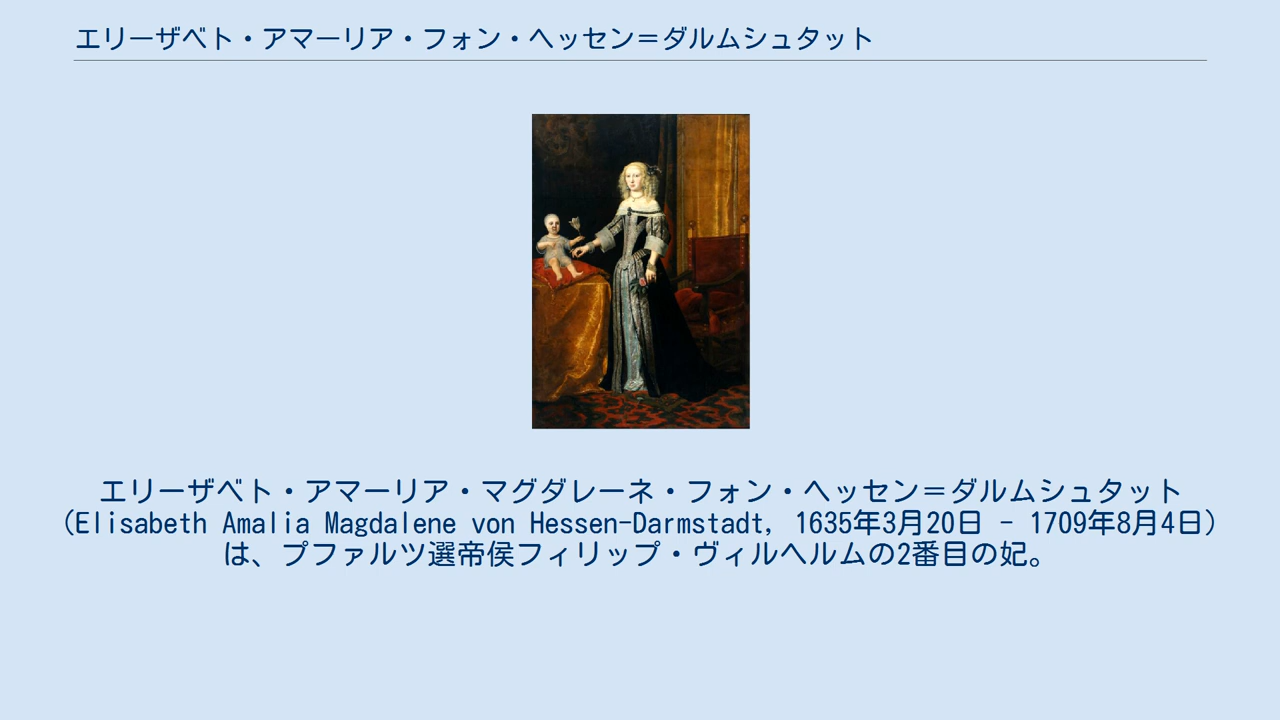 エリーザベト・アマーリア・フォン・ヘッセン＝ダルムシュタット
エリーザベト・アマーリア・マグダレーネ・フォン・ヘッセン＝ダルムシュタット
（Elisabeth Amalia Magdalene von Hessen-Darmstadt, 1635年3月20日 - 1709年8月4日）
は、プファルツ選帝侯フィリップ・ヴィルヘルムの2番目の妃。